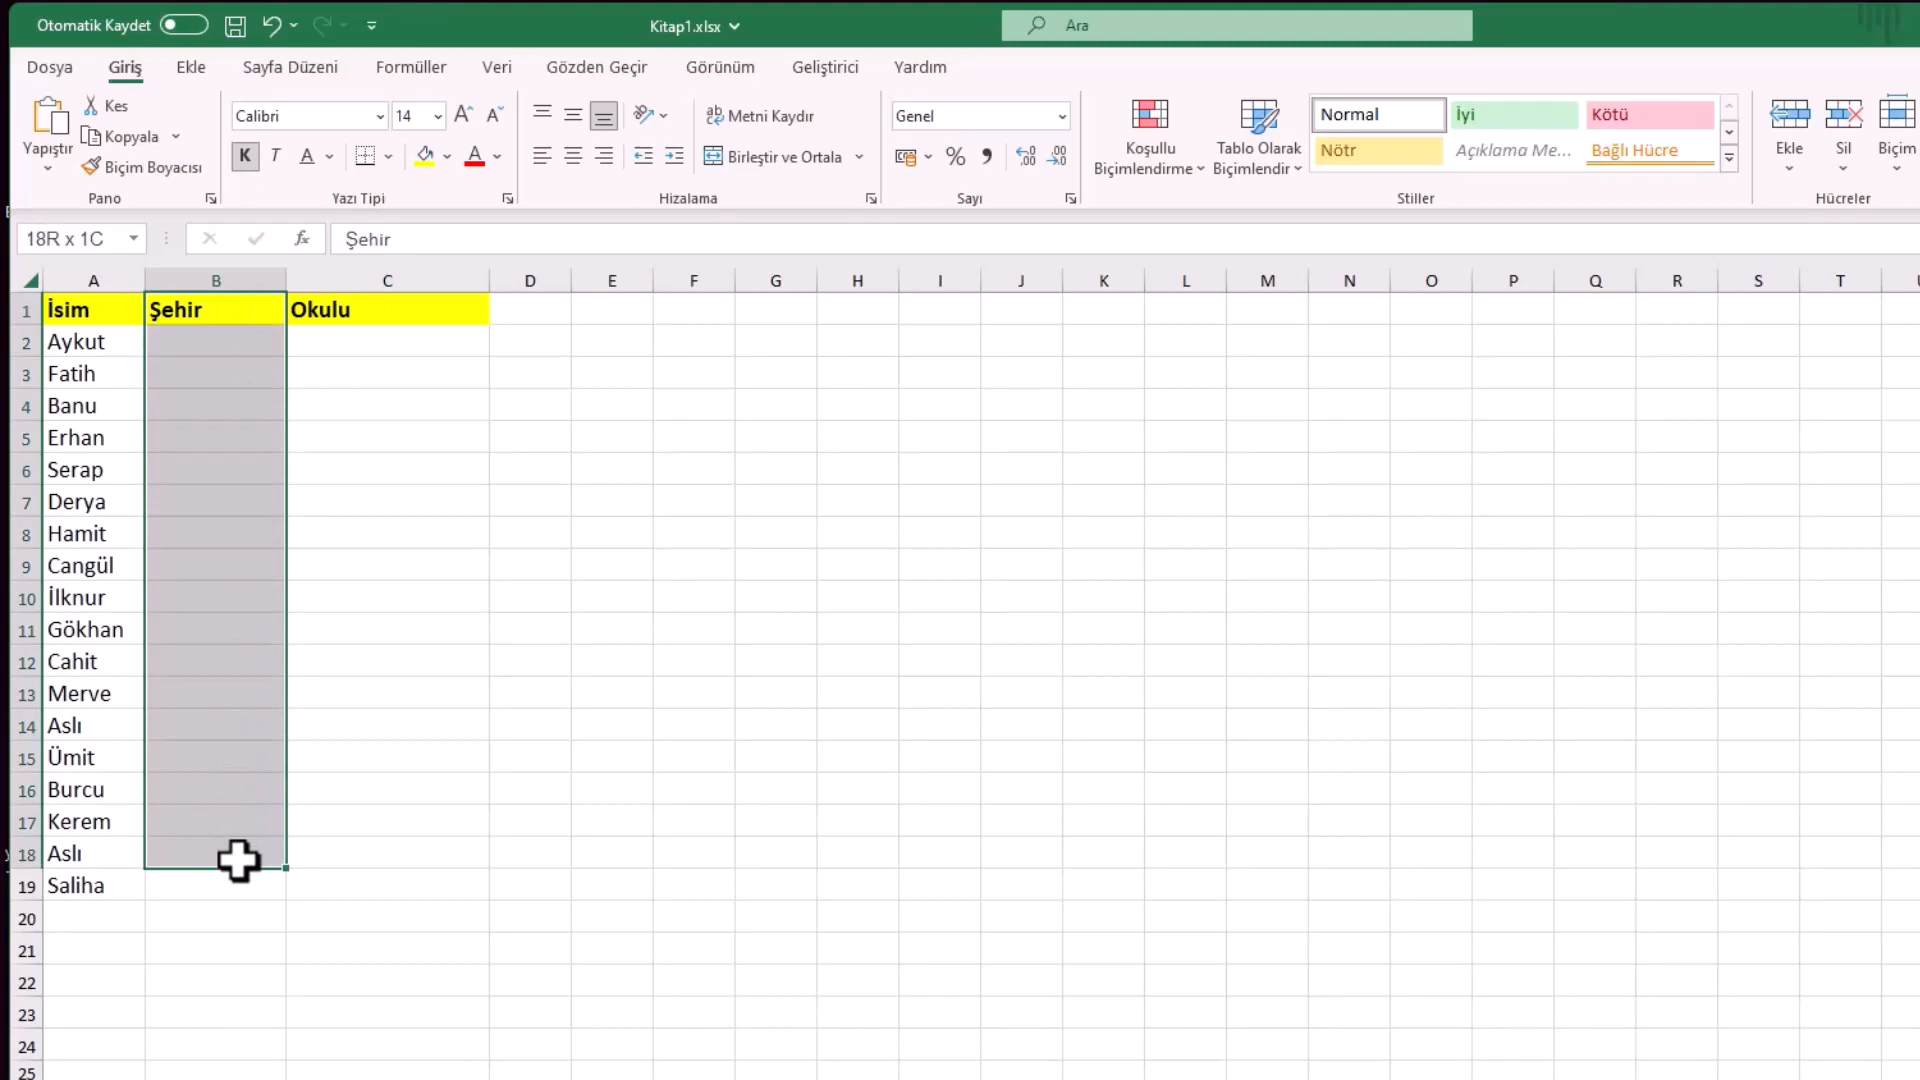 Otomatik Kaydet
Kitap1.xlsx
Ara
Dosya Giriş Ekle Sayfa Düzeni Formüller Veri Gözden Geçir Görünüm Geliştirici Yardım
Yapıştır
Kes
Kopyala
Biçim Boyacısı
Pano
Calibri 14
K T A A
Yazı Tipi
Metni Kaydır
Birleştir ve Ortala
Hizalama
Genel
%
Sayı
Koşullu
Biçimlendirme
Tablo Olarak
Biçimlendir
Normal İyi Kötü
Nötr Açıklama Me... Bağlı Hücre
Stiller
Ekle Sil Biçim
Hücreler
18R x 1C fx Şehir
A B C D E F G H I J K L M N O P Q R S T
1 İsim Şehir Okulu
2 Aykut
3 Fatih
4 Banu
5 Erhan
6 Serap
7 Derya
8 Hamit
9 Cangül
10 İlknur
11 Gökhan
12 Cahit
13 Merve
14 Aslı
15 Ümit
16 Burcu
17 Kerem
18 Aslı
19 Saliha
20
21
22
23
24
25